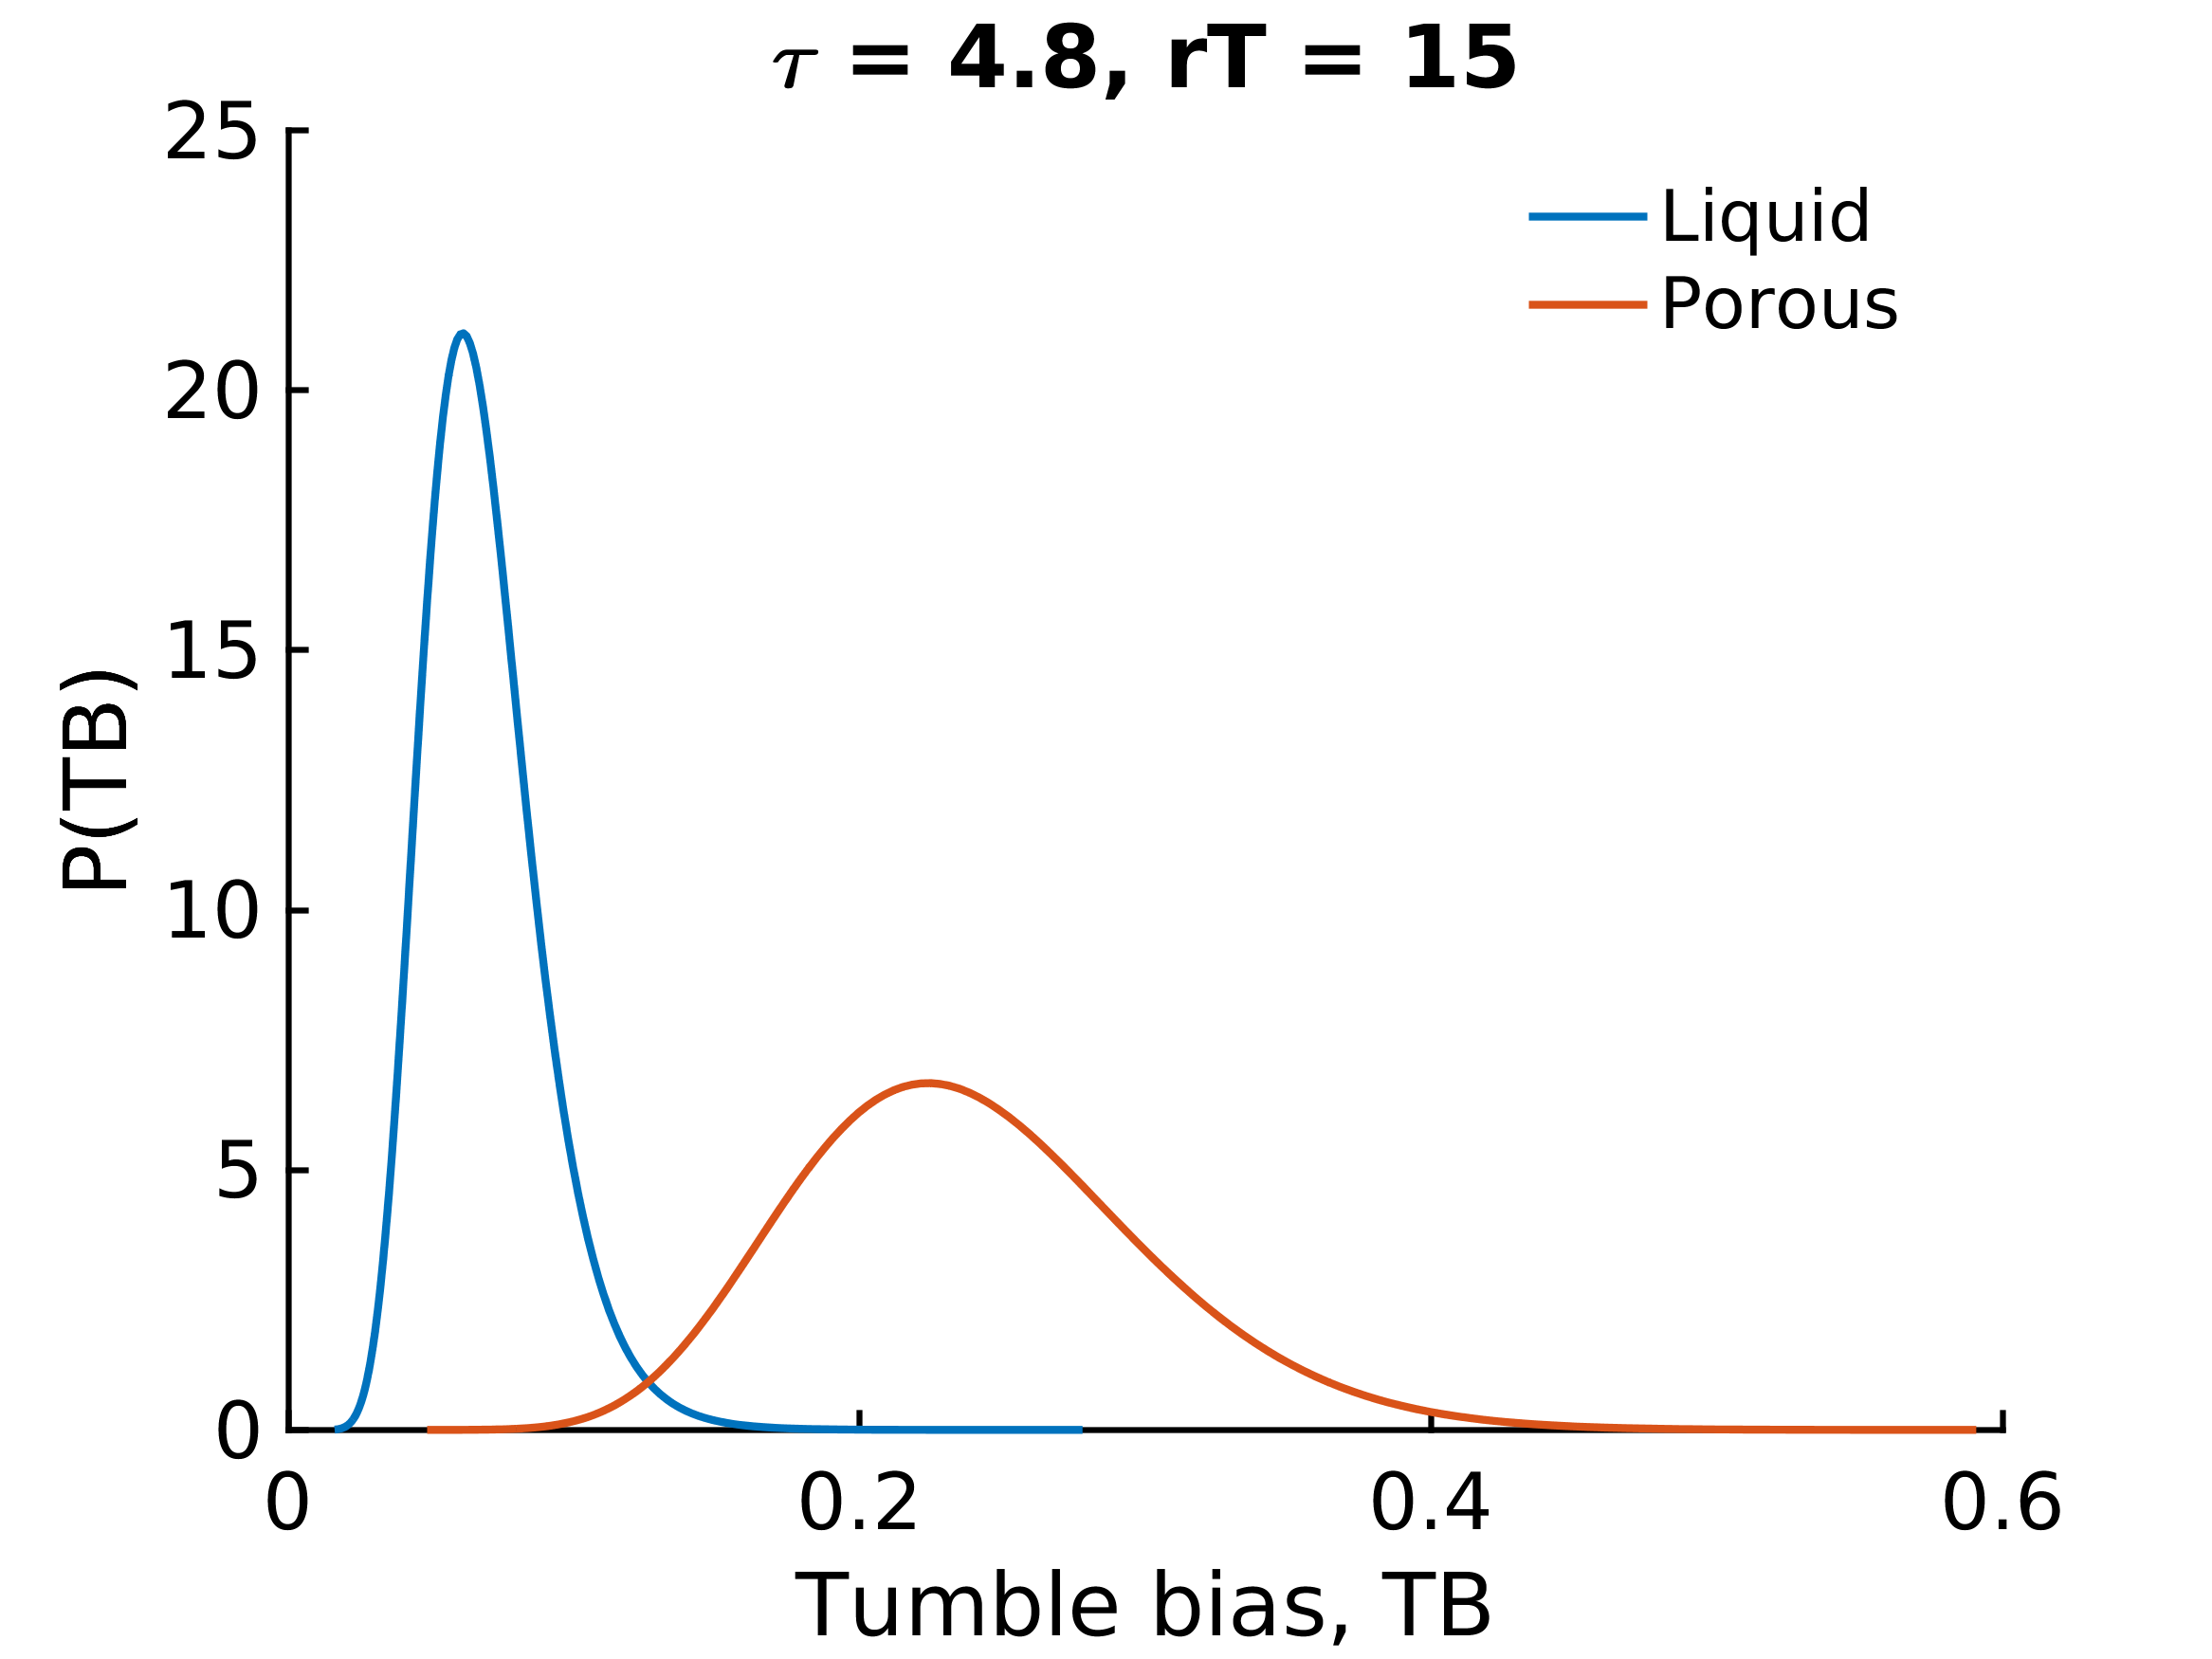 τ = 4.8, rT = 15
25
20
15
10
5
0
P(TB)
Liquid
Porous
0
0.2
0.4
0.6
Tumble bias, TB